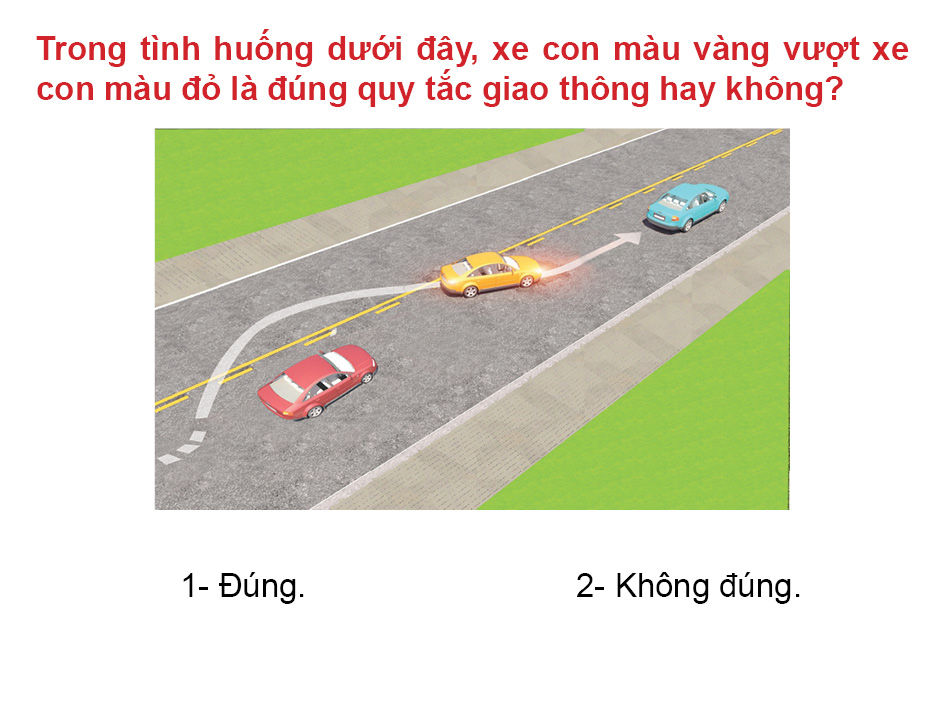 Trong tình huống dưới đây, xe con màu vàng vượt xe
con màu đỏ là đúng quy tắc giao thông hay không?
1- Đúng.
2- Không đúng.